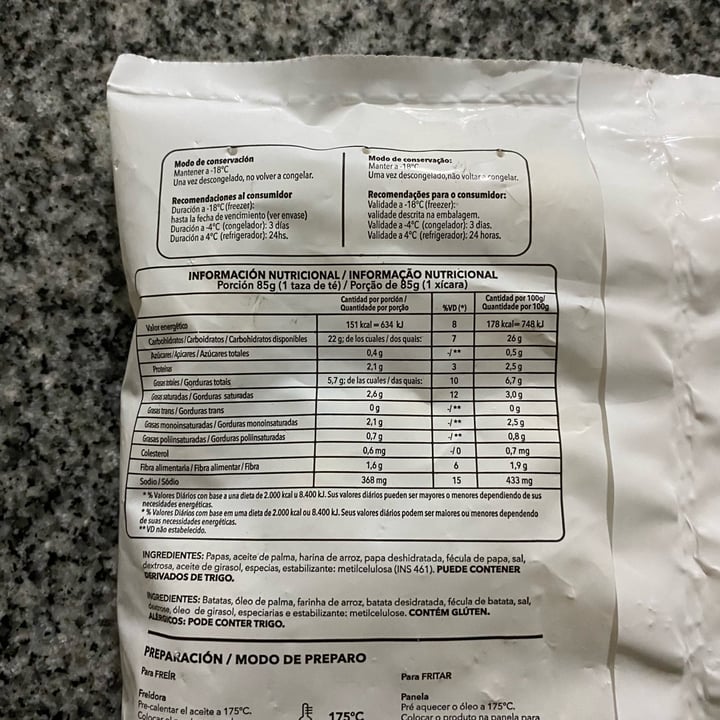 Modo de conservación
Mantener a -18°C
Una vez descongelado, no volver a congelar.
Recomendaciones al consumidor
Duración a -18°C (freezer):
hasta la fecha de vencimiento (ver envase)
Duración a -4°C (congelador): 3 días
Duración a 4°C (refrigerador): 24hs.
Modo de conservação:
Manter a -18°C
Uma vez descongelado, não voltar a congelar.
Recomendações para o consumidor:
Validade a -18°C (freezer):
validade descrita na embalagem.
Validade a -4°C (congelador): 3 dias.
Validade a 4°C (refrigerador): 24 horas.
INFORMACIÓN NUTRICIONAL / INFORMAÇÃO NUTRICIONAL
Porción 85g (1 taza de té) / Porção de 85g (1 xícara)
Cantidad por porción / Quantidade por porção %VD (*) Cantidad por 100g/ Quantidade por 100g
Valor energético 151 kcal = 634 kJ 8 178 kcal= 748 kJ
Carbohidratos / Carboidratos / Carbohidratos disponibles 22 g; de los cuales / dos quais: 7 26 g
Azúcares / Açúcares / Azúcares totales 0,4 g -/** 0,5 g
Proteínas 2,1 g 3 2,5 g
Grasas totales / Gorduras totais 5,7 g; de las cuales / das quais: 10 6,7 g
Grasas saturadas / Gorduras saturadas 2,6 g 12 3,0 g
Grasas trans / Gorduras trans 0 g -/** 0 g
Grasas monoinsaturadas / Gorduras monoinsaturadas 2,1 g -/** 2,5 g
Grasas poliinsaturadas / Gorduras poliinsaturadas 0,7 g -/** 0,8 g
Colesterol 0,6 mg -/0 0,7 mg
Fibra alimentaria / Fibra alimentar / Fibra 1,6 g 6 1,9 g
Sodio / Sódio 368 mg 15 433 mg
* % Valores Diários con base a una dieta de 2.000 kcal u 8.400 kJ. Sus valores diários pueden ser mayores o menores dependiendo de sus
necesidades energéticas.
* % Valores Diários com base em uma dieta de 2.000 kcal ou 8.400 kJ. Seus valores diários podem ser maiores ou menores dependendo
de suas necessidades energéticas.
** VD não estabelecido.
INGREDIENTES: Papas, aceite de palma, harina de arroz, papa deshidratada, fécula de papa, sal,
dextrosa, aceite de girasol, especias, estabilizante: metilcelulosa (INS 461). PUEDE CONTENER
DERIVADOS DE TRIGO.
INGREDIENTES: Batatas, óleo de palma, farinha de arroz, batata desidratada, fécula de batata, sal,
dextrose, óleo de girasol, especiarias e estabilizante: metilcelulose. CONTÉM GLÚTEN.
ALÉRGICOS: PODE CONTER TRIGO.
PREPARACIÓN / MODO DE PREPARO
Para FREÍR
Freidora
Pre-calentar el aceite a 175°C.
Colocar
175°C
Para FRITAR
Panela
Pré aquecer o óleo a 175°C.
Colocar o produto na panela para